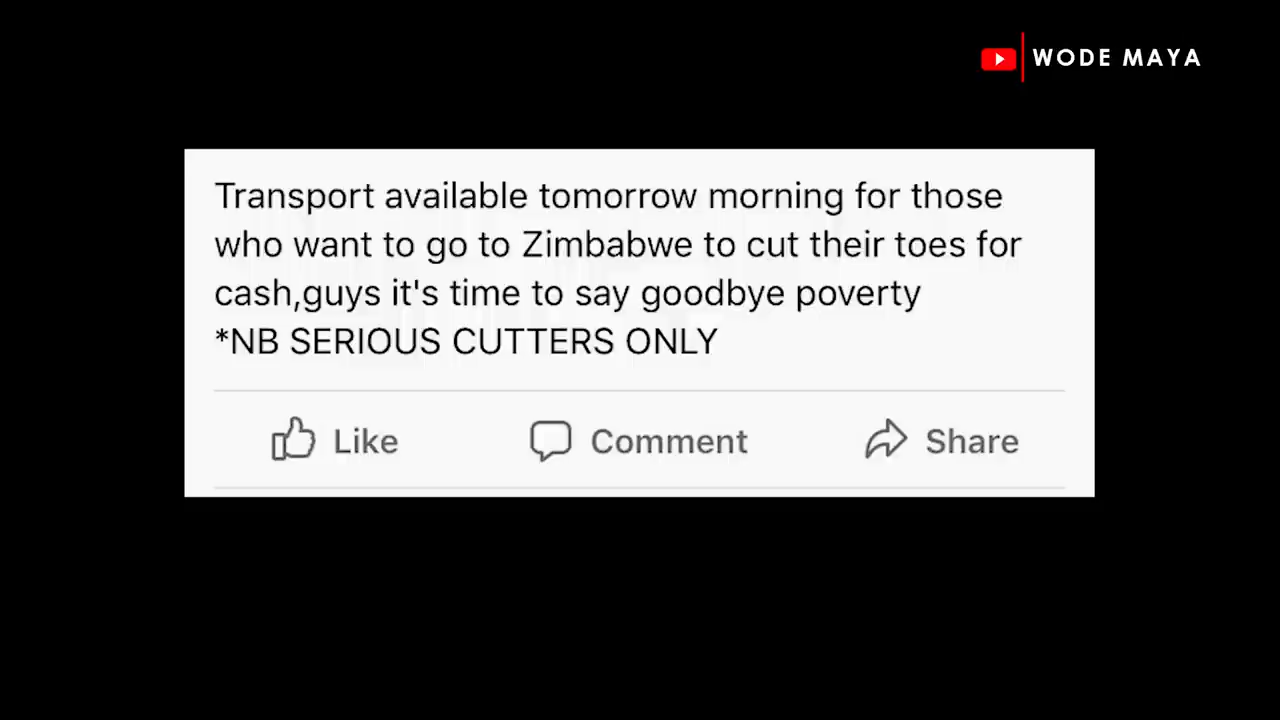 WODE MAYA
Transport available tomorrow morning for those
who want to go to Zimbabwe to cut their toes for
cash,guys it's time to say goodbye poverty
*NB SERIOUS CUTTERS ONLY
Like Comment Share